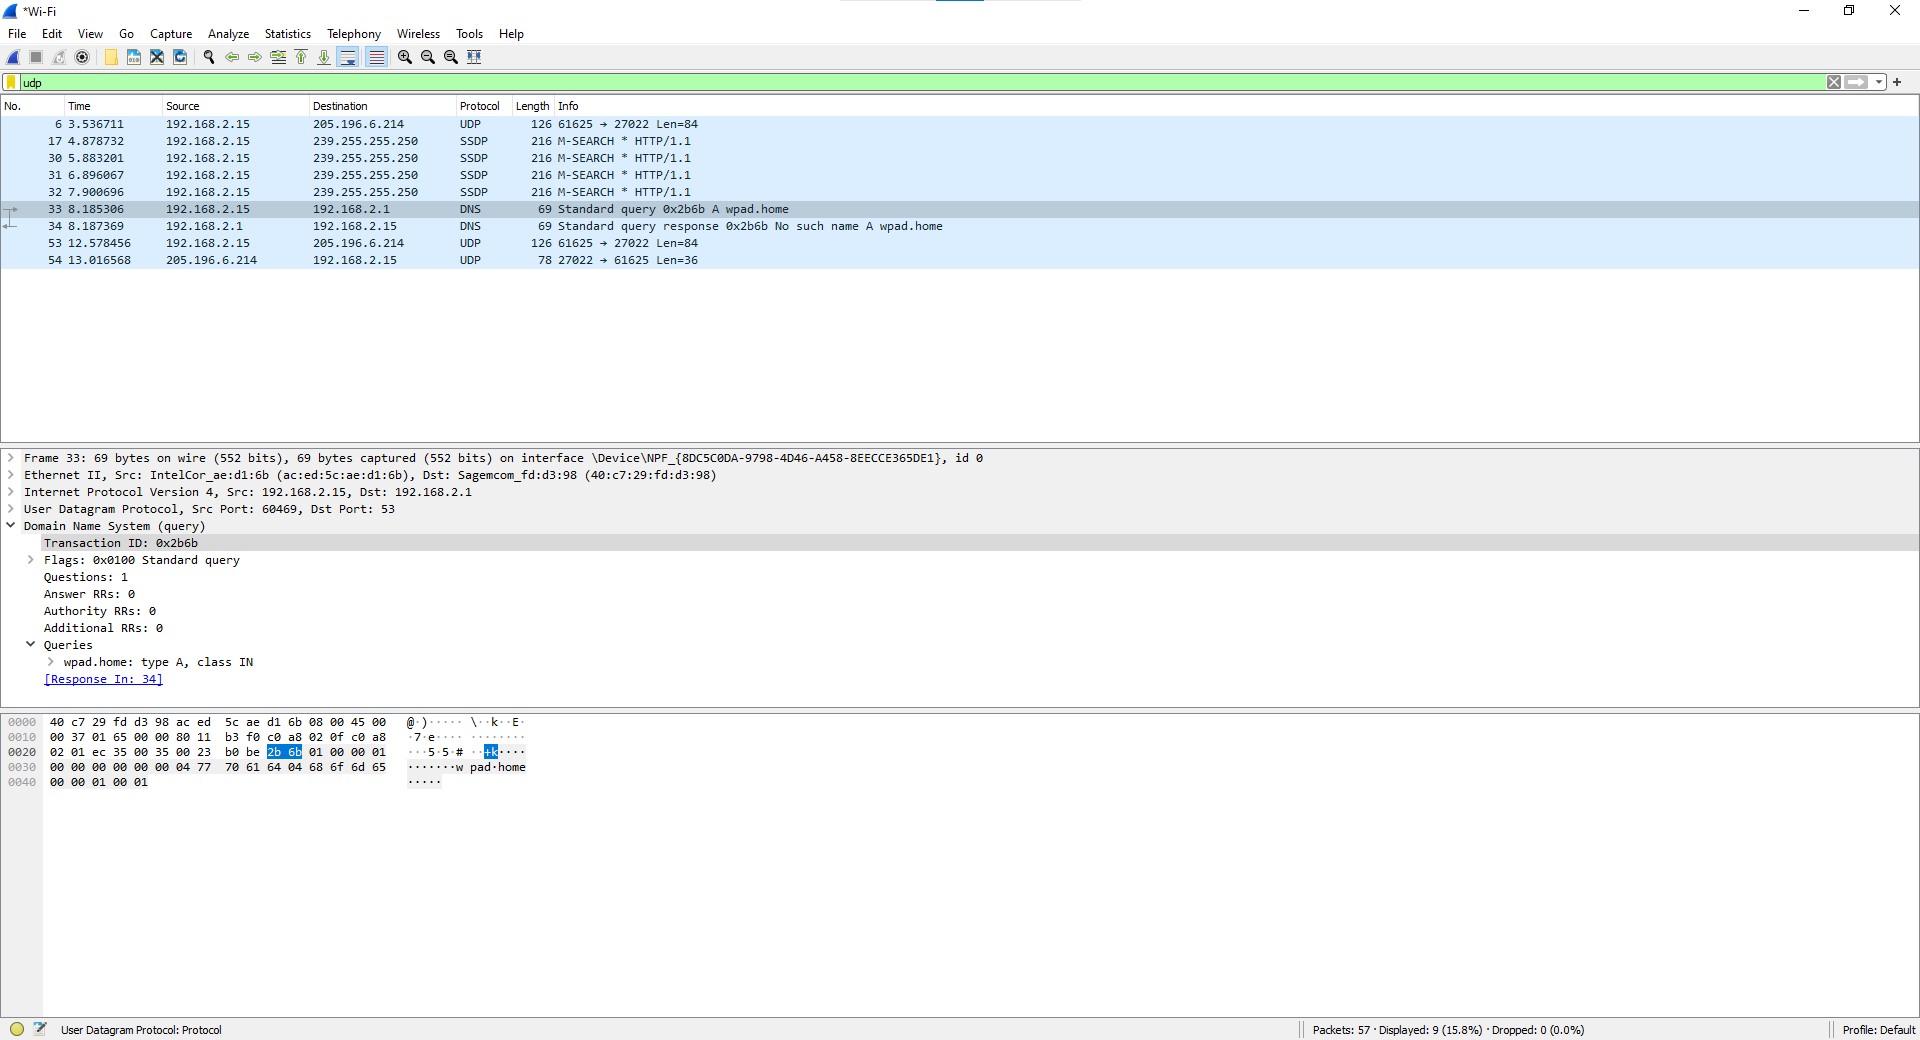 *Wi-Fi
File Edit View Go Capture Analyze Statistics Telephony Wireless Tools Help
udp
No. Time Source Destination Protocol Length Info
6 3.536711 192.168.2.15 205.196.6.214 UDP 126 61625 → 27022 Len=84
17 4.878732 192.168.2.15 239.255.255.250 SSDP 216 M-SEARCH * HTTP/1.1
30 5.883201 192.168.2.15 239.255.255.250 SSDP 216 M-SEARCH * HTTP/1.1
31 6.896067 192.168.2.15 239.255.255.250 SSDP 216 M-SEARCH * HTTP/1.1
32 7.900696 192.168.2.15 239.255.255.250 SSDP 216 M-SEARCH * HTTP/1.1
33 8.185306 192.168.2.15 192.168.2.1 DNS 69 Standard query 0x2b6b A wpad.home
34 8.187369 192.168.2.1 192.168.2.15 DNS 69 Standard query response 0x2b6b No such name A wpad.home
53 12.578456 192.168.2.15 205.196.6.214 UDP 126 61625 → 27022 Len=84
54 13.016568 205.196.6.214 192.168.2.15 UDP 78 27022 → 61625 Len=36
Frame 33: 69 bytes on wire (552 bits), 69 bytes captured (552 bits) on interface \Device\NPF_{8DC5C0DA-9798-4D46-A458-8EECCE365DE1}, id 0
Ethernet II, Src: IntelCor_ae:d1:6b (ac:ed:5c:ae:d1:6b), Dst: Sagemcom_fd:d3:98 (40:c7:29:fd:d3:98)
Internet Protocol Version 4, Src: 192.168.2.15, Dst: 192.168.2.1
User Datagram Protocol, Src Port: 60469, Dst Port: 53
Domain Name System (query)
Transaction ID: 0x2b6b
Flags: 0x0100 Standard query
Questions: 1
Answer RRs: 0
Authority RRs: 0
Additional RRs: 0
Queries
wpad.home: type A, class IN
[Response In: 34]
0000 40 c7 29 fd d3 98 ac ed 5c ae d1 6b 08 00 45 00 @·)····· \··k··E·
0010 00 37 01 65 00 00 80 11 b3 f0 c0 a8 02 0f c0 a8 ·7·e···· ········
0020 02 01 ec 35 00 35 00 23 b0 be 2b 6b 01 00 00 01 ···5·5·# ··+k····
0030 00 00 00 00 00 00 04 77 70 61 64 04 68 6f 6d 65 ·······w pad·home
0040 00 00 01 00 01 ·····
User Datagram Protocol: Protocol
Packets: 57 · Displayed: 9 (15.8%) · Dropped: 0 (0.0%)
Profile: Default